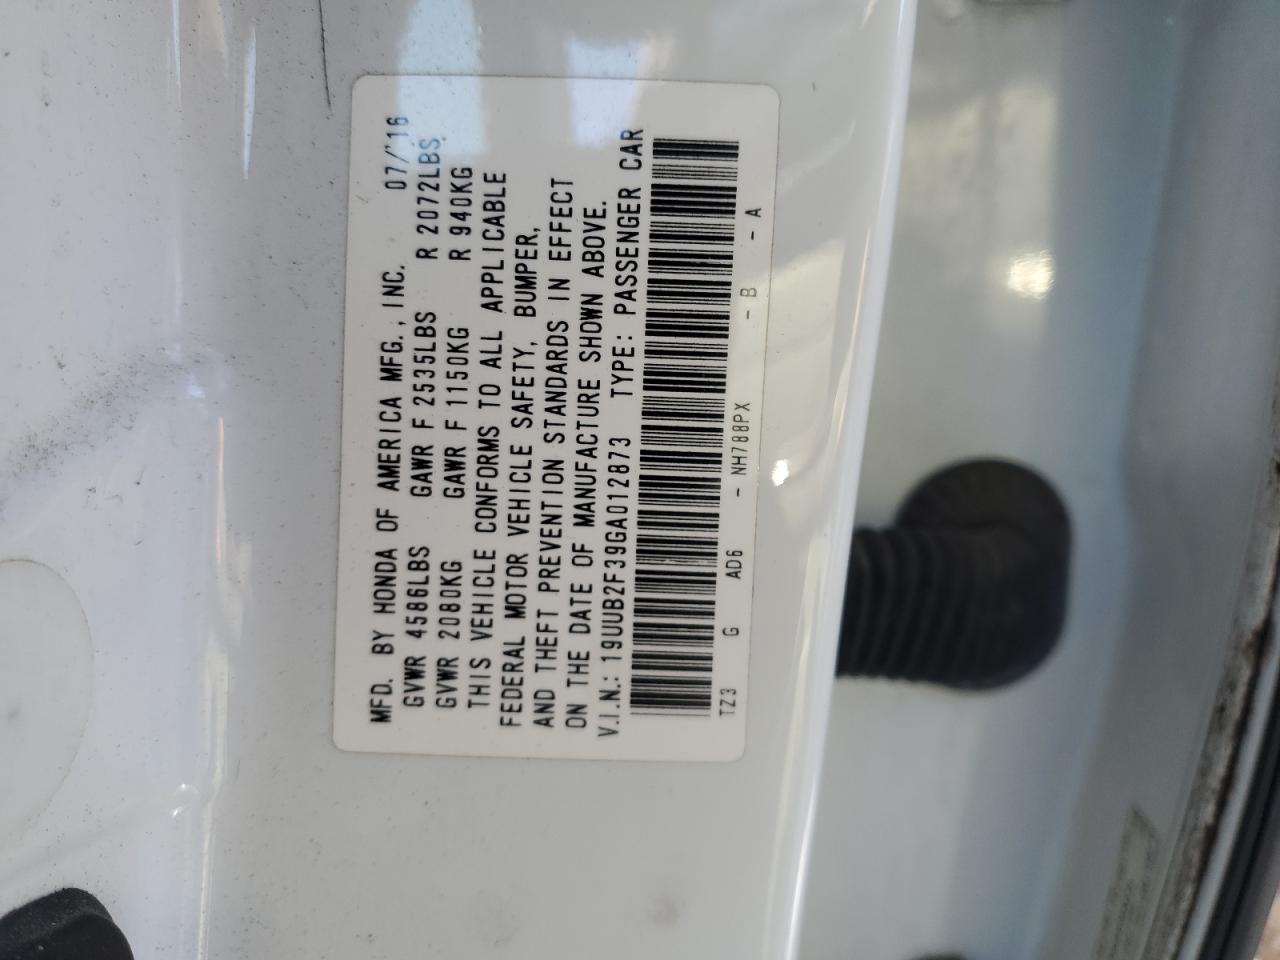 MFD. BY HONDA OF AMERICA MFG., INC. 07/'16
GVWR 4586LBS GAWR F 2535LBS R 2072LBS
GVWR 2080KG GAWR F 1150KG R 940KG
THIS VEHICLE CONFORMS TO ALL APPLICABLE
FEDERAL MOTOR VEHICLE SAFETY, BUMPER,
AND THEFT PREVENTION STANDARDS IN EFFECT
ON THE DATE OF MANUFACTURE SHOWN ABOVE.
V.I.N.: 19UUB2F39GA012873 TYPE: PASSENGER CAR
TZ3 G AD6 - NH788PX - B - A